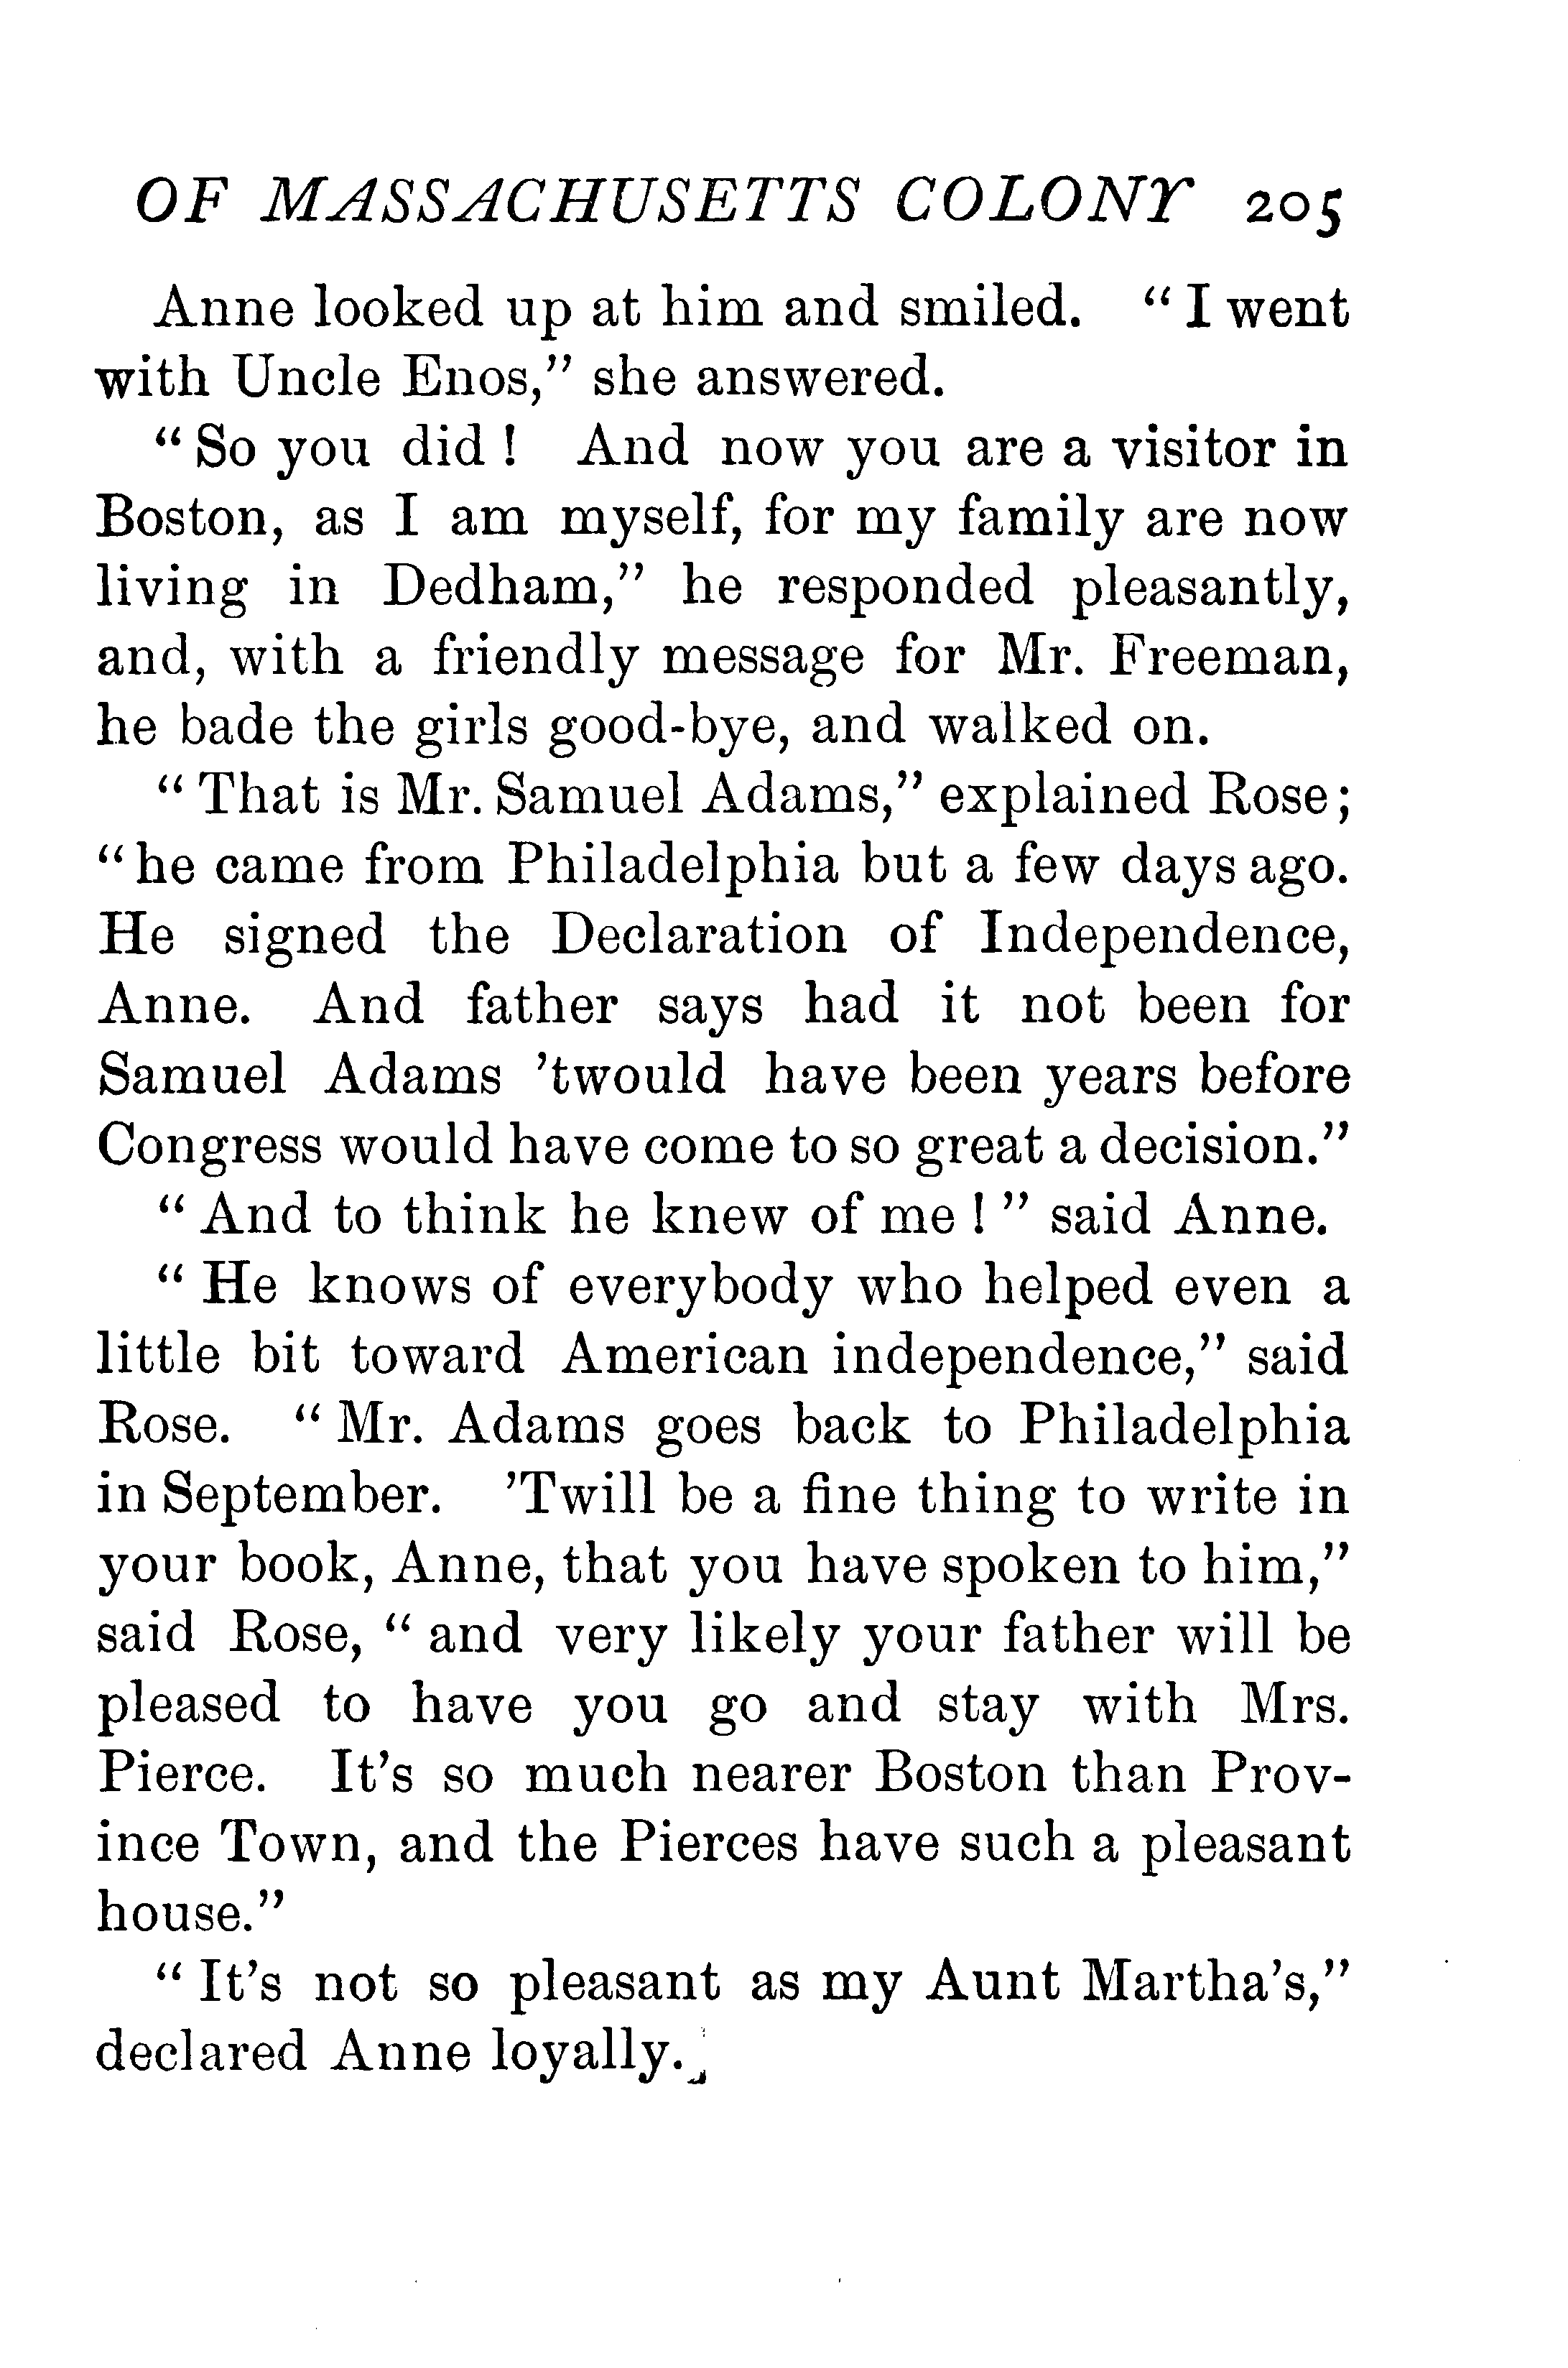 OF MASSACHUSETTS COLONY 205
Anne looked up at him and smiled. “ I went
with Uncle Enos,” she answered.
“ So you did ! And now you are a visitor in
Boston, as I am myself, for my family are now
living in Dedham,” he responded pleasantly,
and, with a friendly message for Mr. Freeman,
he bade the girls good-bye, and walked on.
“ That is Mr. Samuel Adams,” explained Rose ;
“ he came from Philadelphia but a few days ago.
He signed the Declaration of Independence,
Anne. And father says had it not been for
Samuel Adams ’twould have been years before
Congress would have come to so great a decision.”
“ And to think he knew of me ! ” said Anne.
“ He knows of everybody who helped even a
little bit toward American independence,” said
Rose. “ Mr. Adams goes back to Philadelphia
in September. ’Twill be a fine thing to write in
your book, Anne, that you have spoken to him,”
said Rose, “ and very likely your father will be
pleased to have you go and stay with Mrs.
Pierce. It’s so much nearer Boston than Prov-
ince Town, and the Pierces have such a pleasant
house.”
“ It’s not so pleasant as my Aunt Martha’s,”
declared Anne loyally.